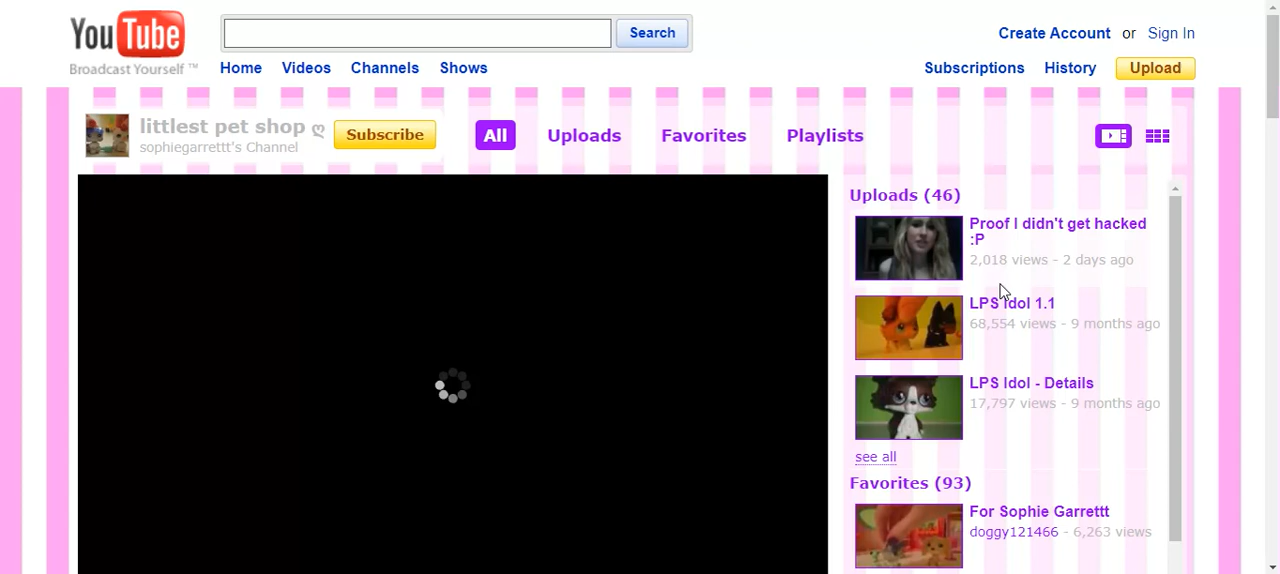 YouTube
Broadcast Yourself ™
Search
Create Account or Sign In
Home Videos Channels Shows
Subscriptions History Upload
littlest pet shop ღ
sophiegarrettt's Channel
Subscribe
All Uploads Favorites Playlists
Uploads (46)
Proof I didn't get hacked
:P
2,018 views - 2 days ago
LPS Idol 1.1
68,554 views - 9 months ago
LPS Idol - Details
17,797 views - 9 months ago
see all
Favorites (93)
For Sophie Garrettt
doggy121466 - 6,263 views